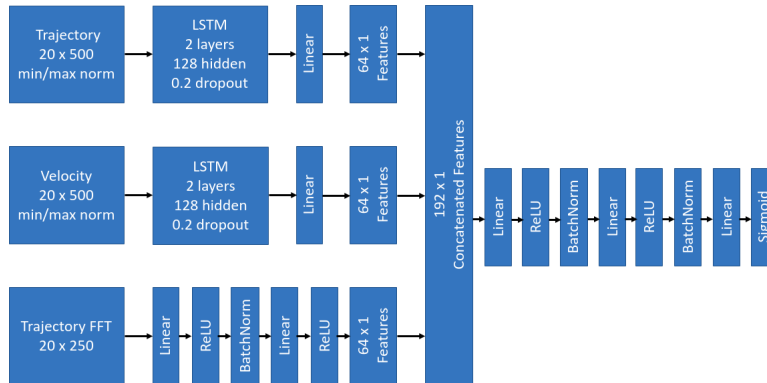 Trajectory
20 x 500
min/max norm
LSTM
2 layers
128 hidden
0.2 dropout
Linear
64 x 1
Features
Velocity
20 x 500
min/max norm
LSTM
2 layers
128 hidden
0.2 dropout
Linear
64 x 1
Features
Trajectory FFT
20 x 250
Linear
ReLU
BatchNorm
Linear
ReLU
64 x 1
Features
192 x 1
Concatenated Features
Linear
ReLU
BatchNorm
Linear
ReLU
BatchNorm
Linear
Sigmoid